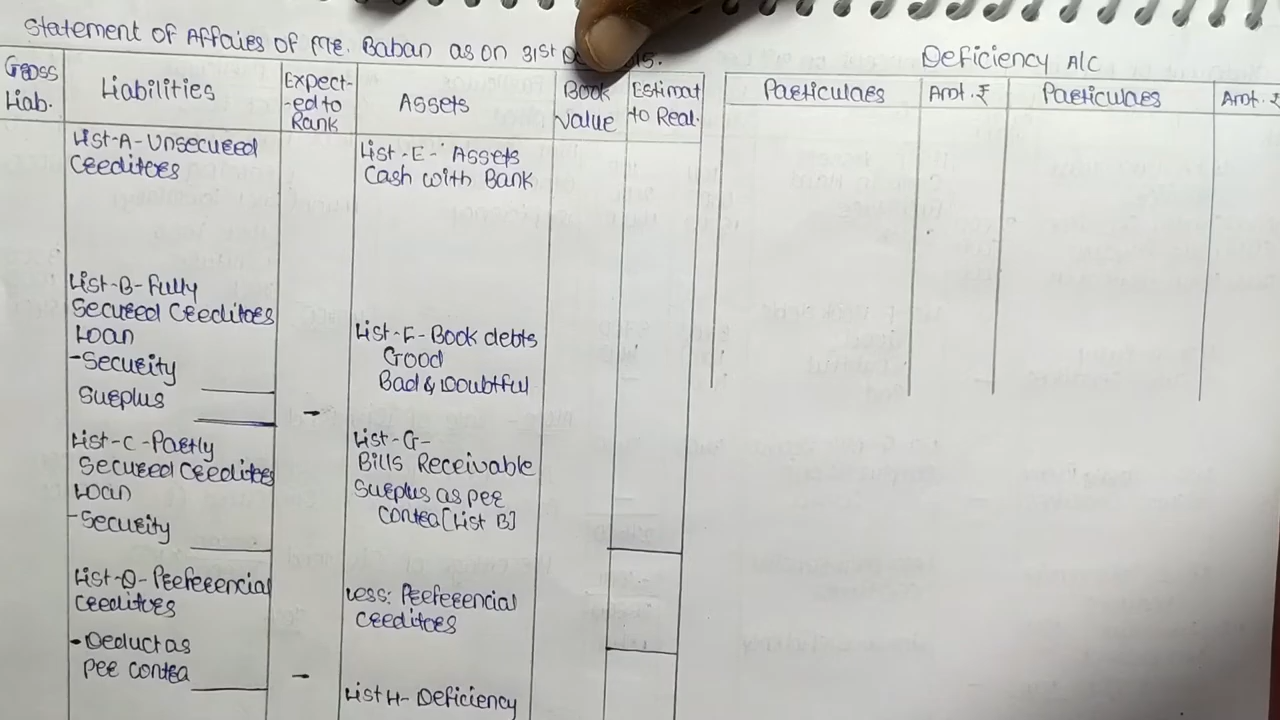 Statement of Affairs of Mr. Baban as on 31st
Deficiency A/c
Gross
Liab.
Liabilities
Expect-
-ed to
Rank
Assets
Book
Value
Estimat
to Real.
Particulars
Amt. ₹
Particulars
Amt. ₹
List-A-Unsecured
Creditors
List-E- Assets
Cash with Bank
List-B-Fully
Secured Creditors
Loan
-Security
Surplus
-
List-F-Book debts
Good
Bad & Doubtful
List-C-Partly
Secured Creditors
Loan
-Security
List-G-
Bills Receivable
Surplus as per
contra [List B]
List-D-Preferencial
Creditors
-Deduct as
per contra
-
Less: Preferencial
Creditors
List H- Deficiency